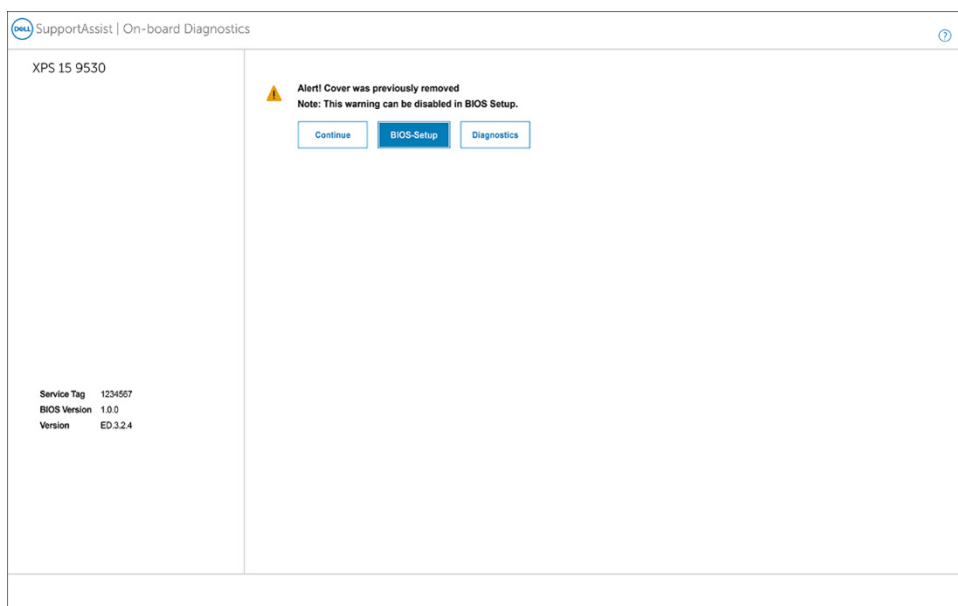 DELL SupportAssist | On-board Diagnostics
?
XPS 15 9530
Alert! Cover was previously removed
Note: This warning can be disabled in BIOS Setup.
Continue BIOS-Setup Diagnostics
Service Tag 1234567
BIOS Version 1.0.0
Version ED.3.2.4